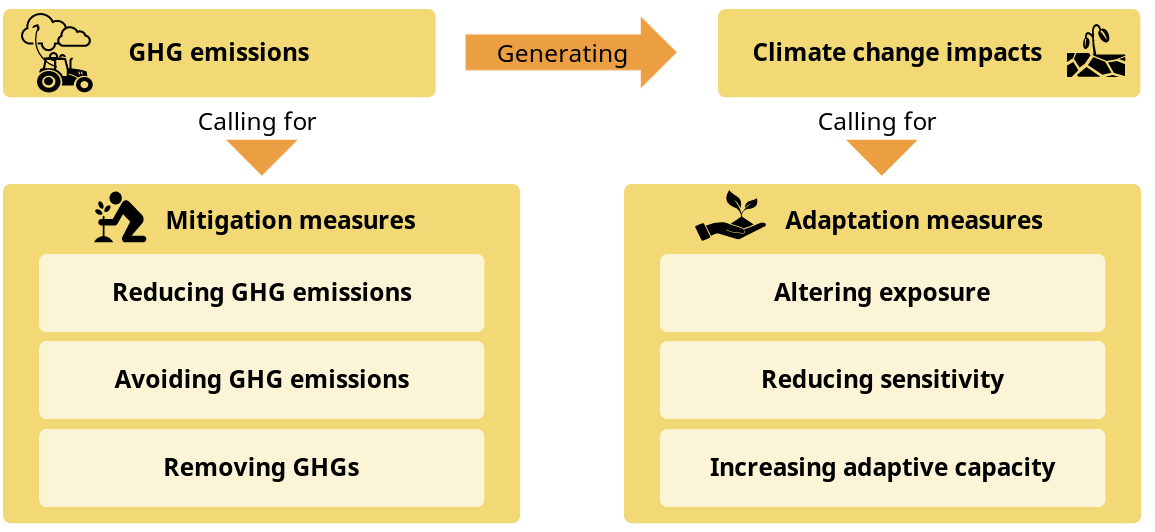 GHG emissions
Generating
Climate change impacts
Calling for
Calling for
Mitigation measures
Reducing GHG emissions
Avoiding GHG emissions
Removing GHGs
Adaptation measures
Altering exposure
Reducing sensitivity
Increasing adaptive capacity